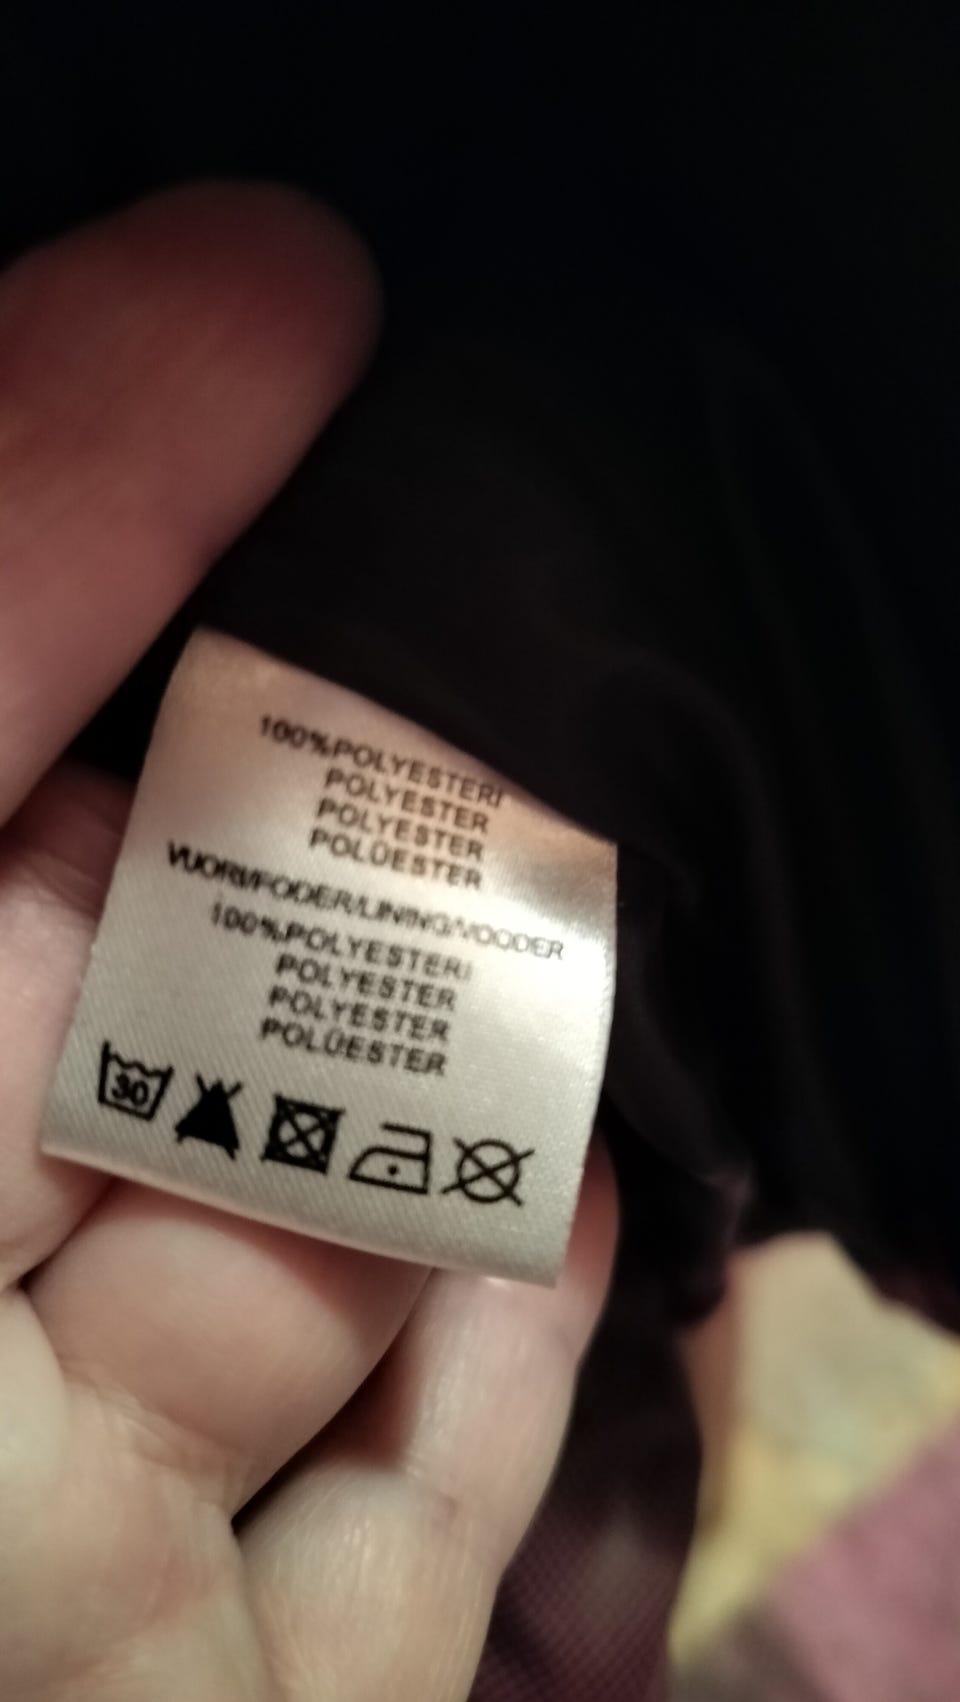 100%POLYESTERI
POLYESTER
POLYESTER
POLÜESTER
VUORI/FODER/LINING/VOODER
100%POLYESTERI
POLYESTER
POLYESTER
POLÜESTER
30